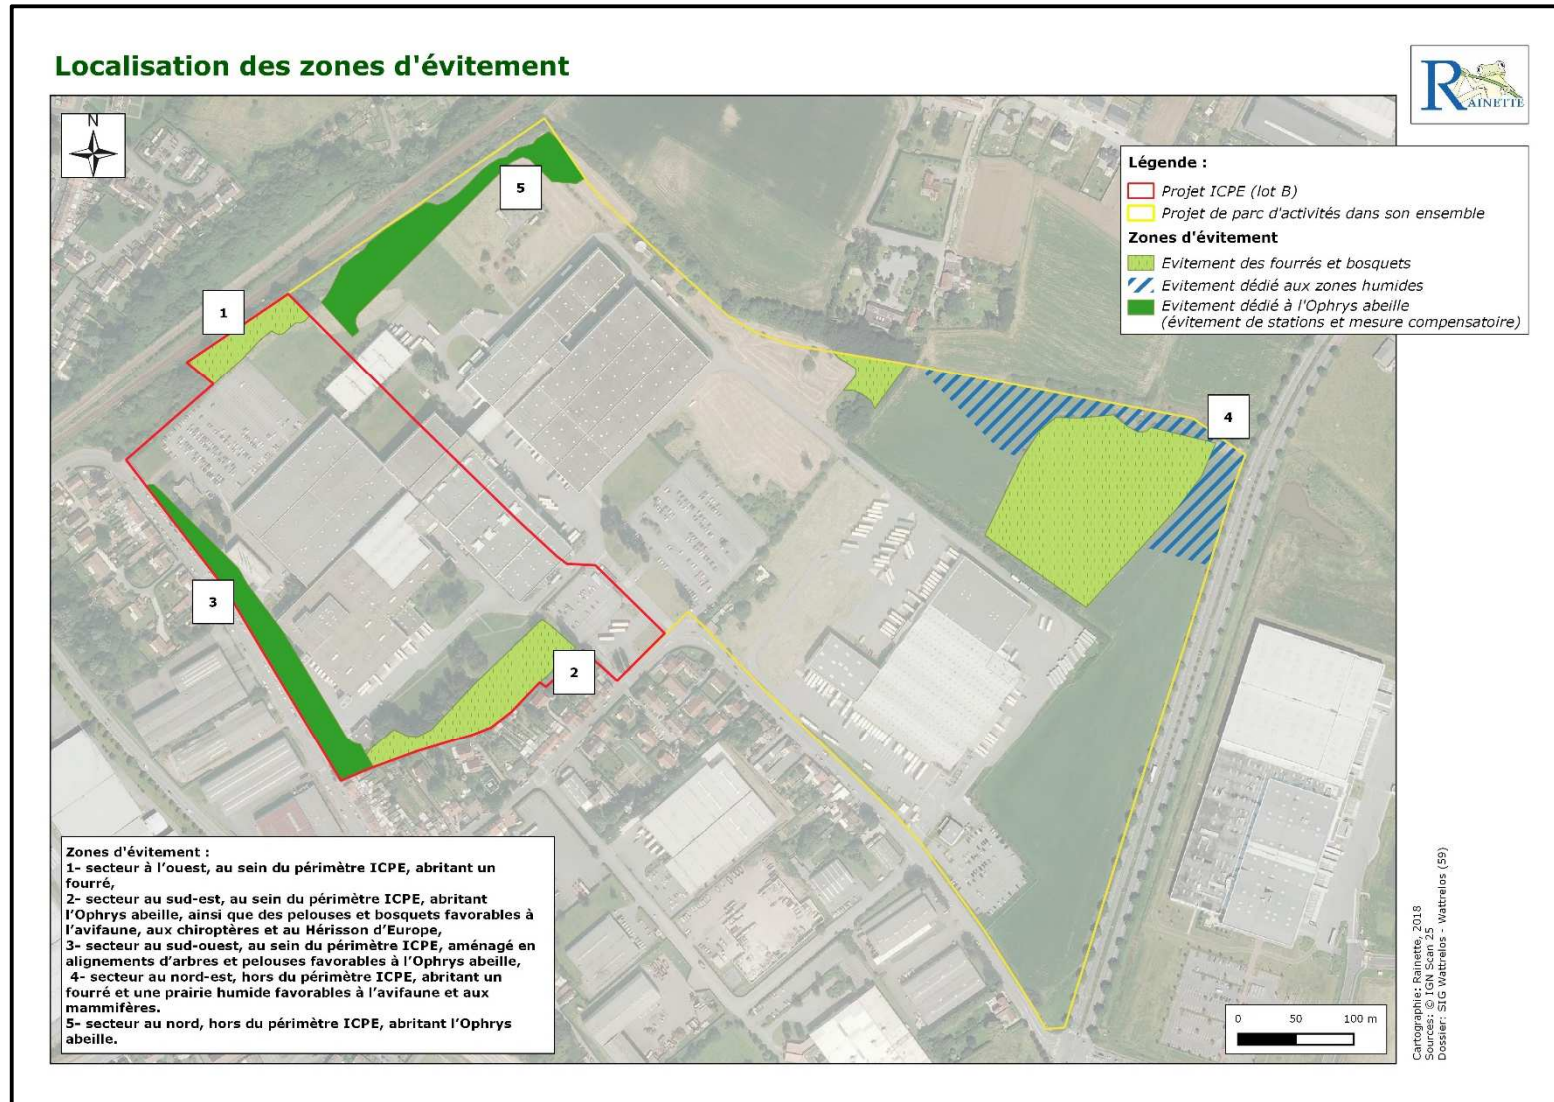 Localisation des zones d'évitement
RAINETTE
N
Légende :
Projet ICPE (lot B)
Projet de parc d'activités dans son ensemble
Zones d'évitement
Evitement des fourrés et bosquets
Evitement dédié aux zones humides
Evitement dédié à l'Ophrys abeille
(évitement de stations et mesure compensatoire)
5
1
4
3
2
Zones d'évitement :
1- secteur à l'ouest, au sein du périmètre ICPE, abritant un
fourré,
2- secteur au sud-est, au sein du périmètre ICPE, abritant
l'Ophrys abeille, ainsi que des pelouses et bosquets favorables à
l'avifaune, aux chiroptères et au Hérisson d'Europe,
3- secteur au sud-ouest, au sein du périmètre ICPE, aménagé en
alignements d'arbres et pelouses favorables à l'Ophrys abeille,
4- secteur au nord-est, hors du périmètre ICPE, abritant un
fourré et une prairie humide favorables à l'avifaune et aux
mammifères.
5- secteur au nord, hors du périmètre ICPE, abritant l'Ophrys
abeille.
0 50 100 m
Cartographie: Rainette, 2018
Sources: © IGN Scan 25
Dossier: SIG Wattrelos - Wattrelos (59)